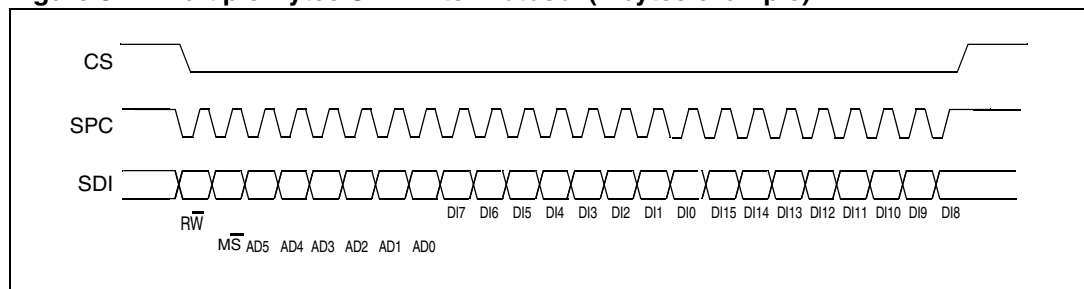 CS
SPC
SDI
DI7 DI6 DI5 DI4 DI3 DI2 DI1 DI0 DI15 DI14 DI13 DI12 DI11 DI10 DI9 DI8
RW̅
MS̅ AD5 AD4 AD3 AD2 AD1 AD0